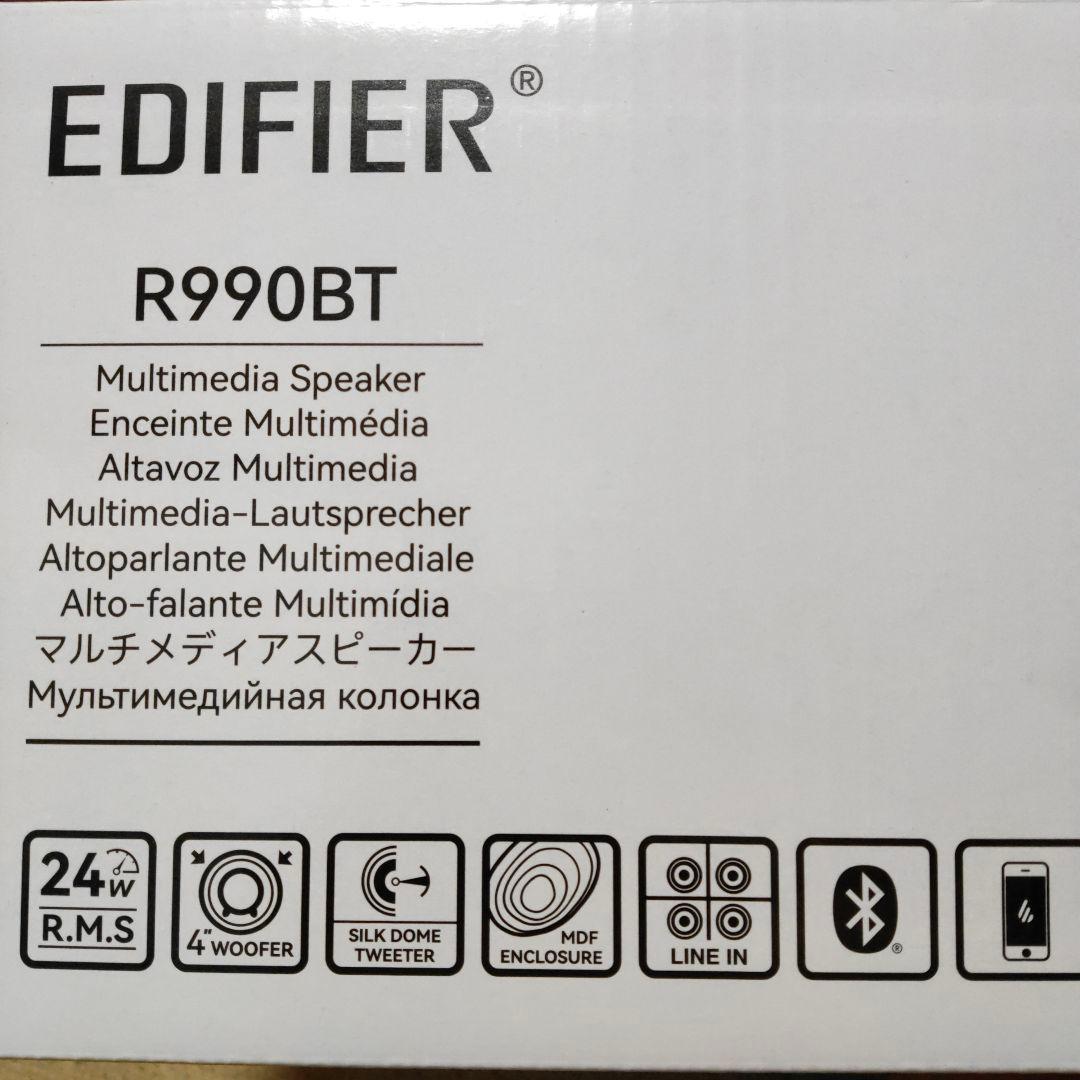 EDIFIER®
R990BT
Multimedia Speaker
Enceinte Multimédia
Altavoz Multimedia
Multimedia-Lautsprecher
Altoparlante Multimediale
Alto-falante Multimídia
マルチメディアスピーカー
Мультимедийная колонка
24W
R.M.S
4" WOOFER
SILK DOME
TWEETER
MDF
ENCLOSURE
LINE IN
®